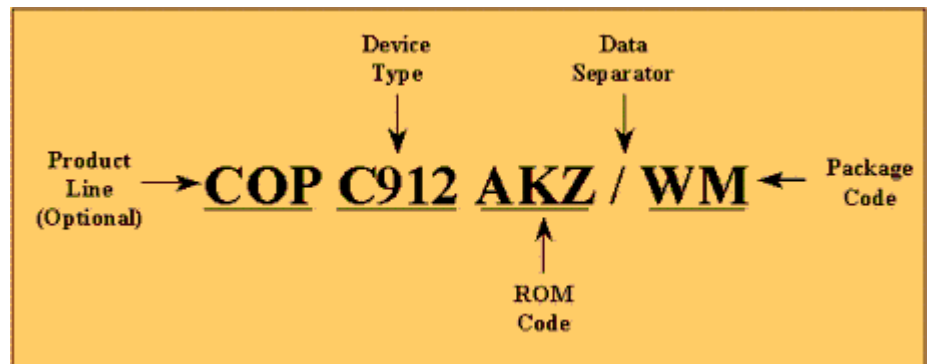 Device
Type
Data
Separator
Product
Line
(Optional)
COP C912 AKZ / WM
Package
Code
ROM
Code